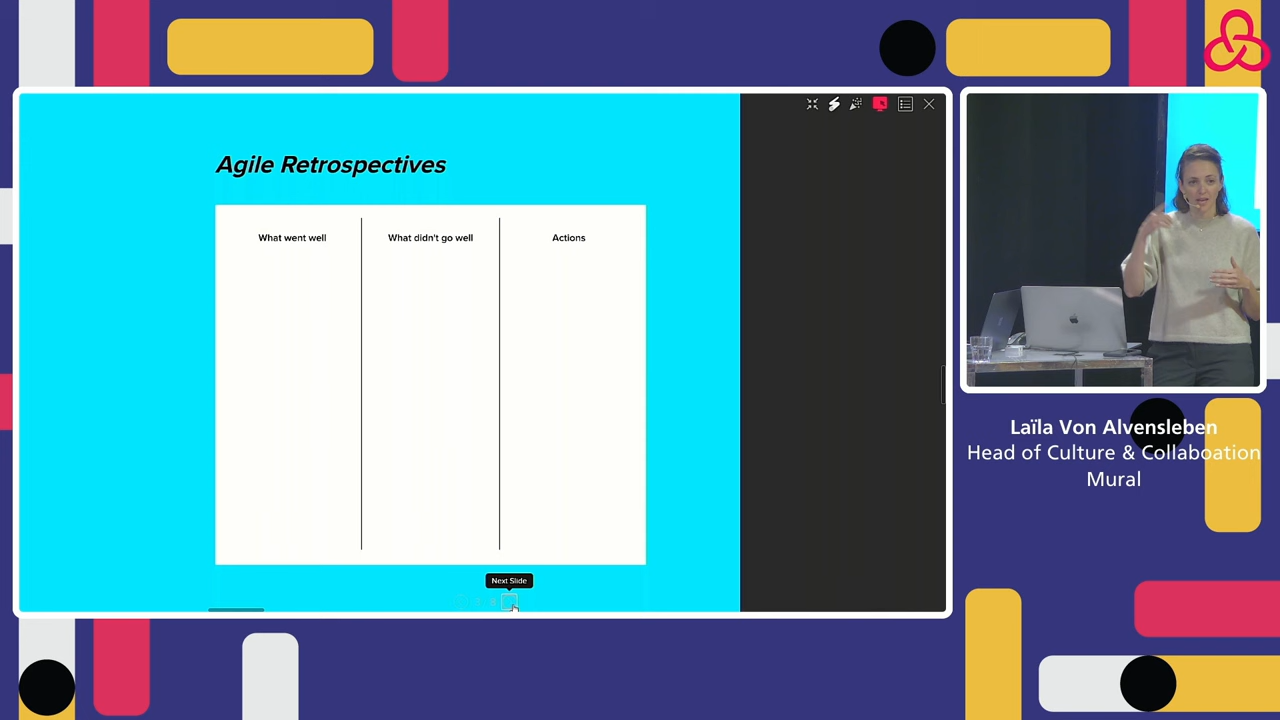 Agile Retrospectives
What went well
What didn't go well
Actions
Next Slide
Laïla Von Alvensleben
Head of Culture & Collaboation
Mural